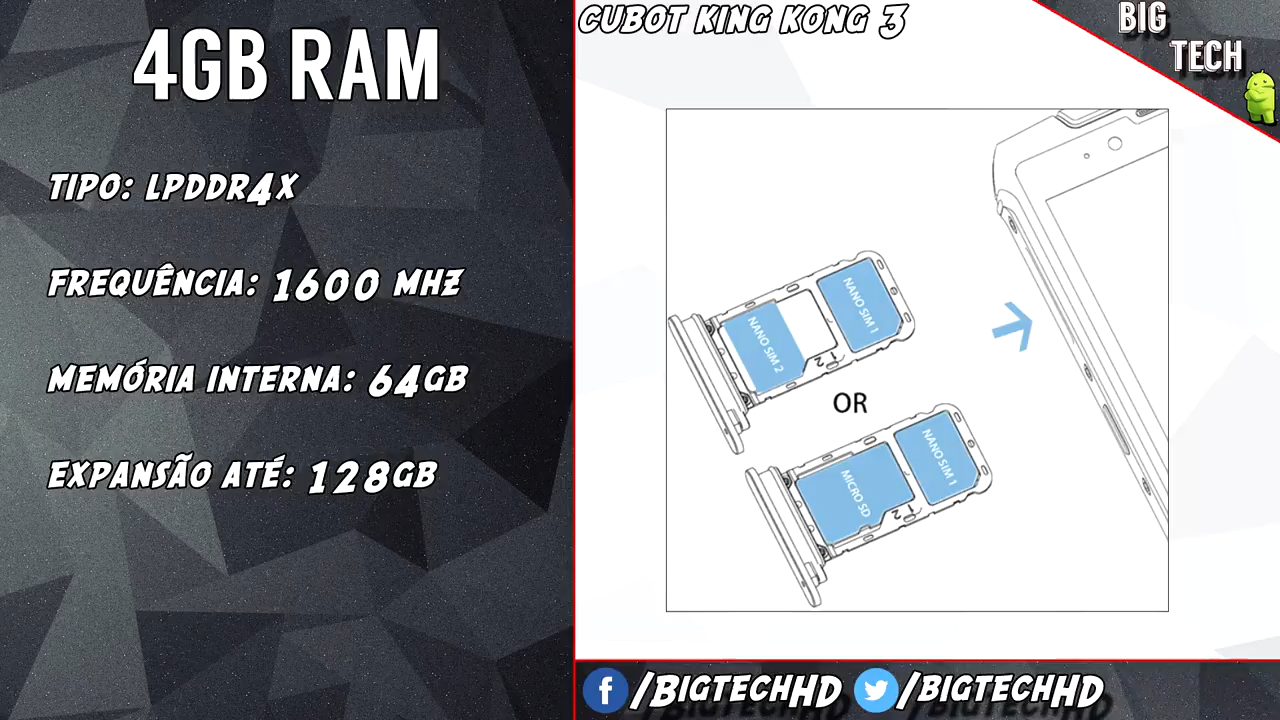 4GB RAM
TIPO: LPDDR4X
FREQUÊNCIA: 1600 MHZ
MEMÓRIA INTERNA: 64GB
EXPANSÃO ATÉ: 128GB
CUBOT KING KONG 3
BIG
TECH
NANO SIM 1
NANO SIM 2
1
2
OR
NANO SIM 1
MICRO SD
1
2
/BIGTECHHD
/BIGTECHHD